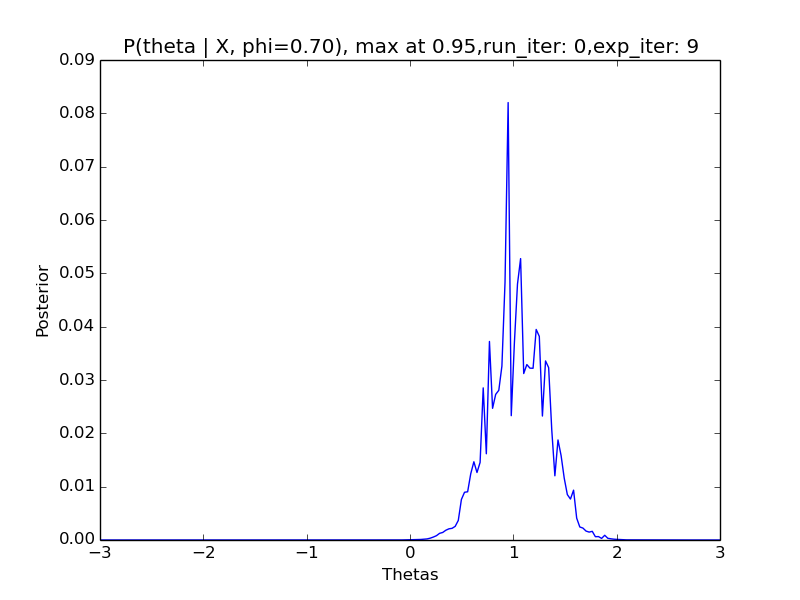 P(theta | X, phi=0.70), max at 0.95,run_iter: 0,exp_iter: 9
0.09
0.08
0.07
0.06
0.05
0.04
0.03
0.02
0.01
0.00
Posterior
−3 −2 −1 0 1 2 3
Thetas